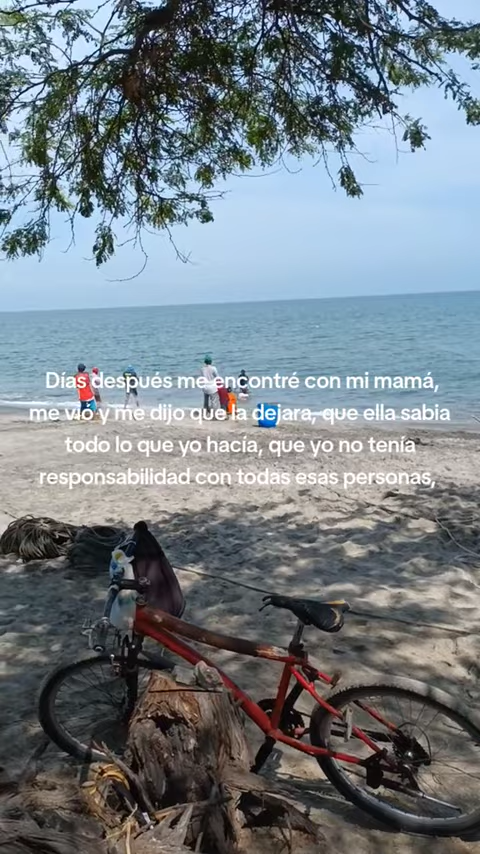 Días después me encontré con mi mamá,
me vio y me dijo que la dejara, que ella sabia
todo lo que yo hacía, que yo no tenía
responsabilidad con todas esas personas,